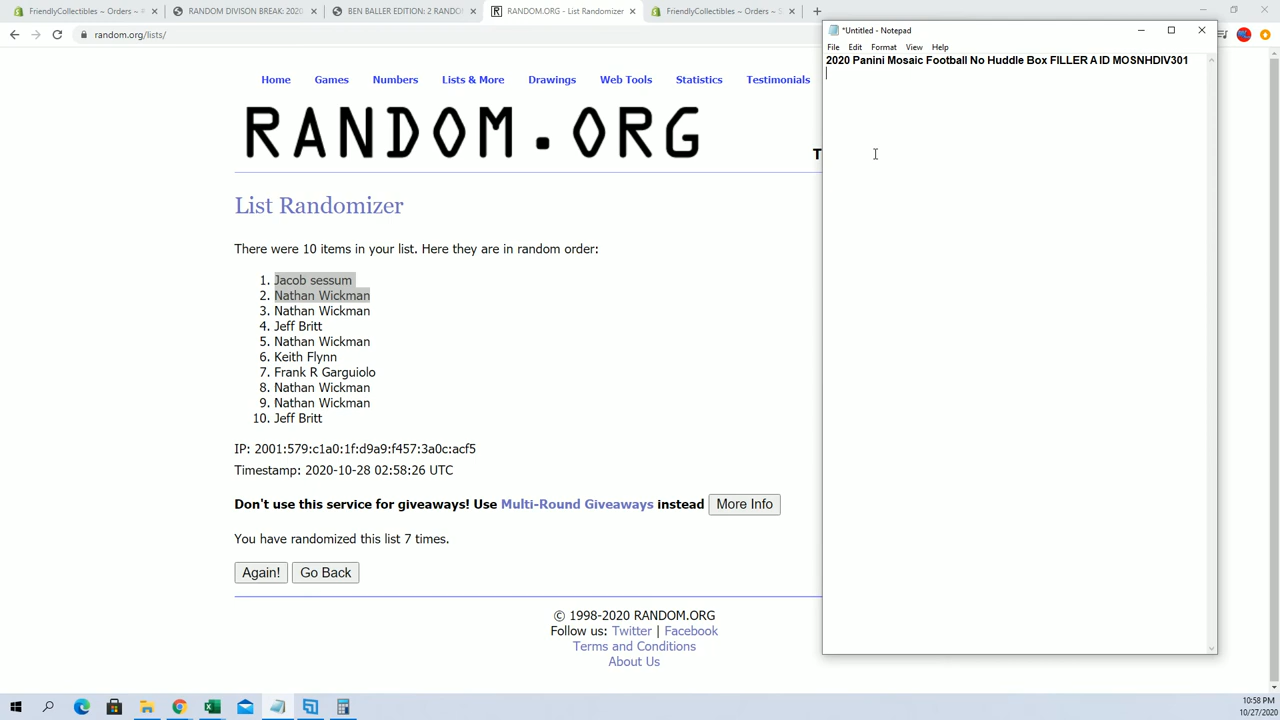 FriendlyCollectibles ~ Orders ~
RANDOM DIVISON BREAK: 2020
BEN BALLER EDITION: 2 RANDOM
RANDOM.ORG - List Randomizer
FriendlyCollectibles ~ Orders ~ S
random.org/lists/
Home
Games
Numbers
Lists & More
Drawings
Web Tools
Statistics
Testimonials
RANDOM.ORG
T
List Randomizer
There were 10 items in your list. Here they are in random order:
1. Jacob sessum
2. Nathan Wickman
3. Nathan Wickman
4. Jeff Britt
5. Nathan Wickman
6. Keith Flynn
7. Frank R Garguiolo
8. Nathan Wickman
9. Nathan Wickman
10. Jeff Britt
IP: 2001:579:c1a0:1f:d9a9:f457:3a0c:acf5
Timestamp: 2020-10-28 02:58:26 UTC
Don't use this service for giveaways! Use Multi-Round Giveaways instead More Info
You have randomized this list 7 times.
Again! Go Back
© 1998-2020 RANDOM.ORG
Follow us: Twitter | Facebook
Terms and Conditions
About Us
*Untitled - Notepad
File Edit Format View Help
2020 Panini Mosaic Football No Huddle Box FILLER A ID MOSNHDIV301
10:58 PM
10/27/2020